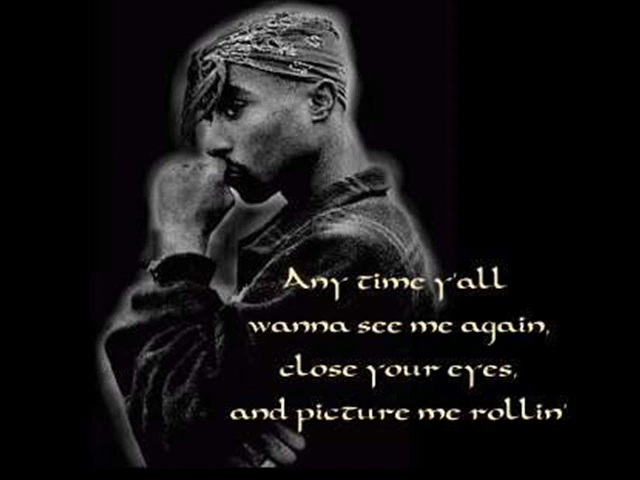 Any time y'all
wanna see me again,
close your eyes,
and picture me rollin'